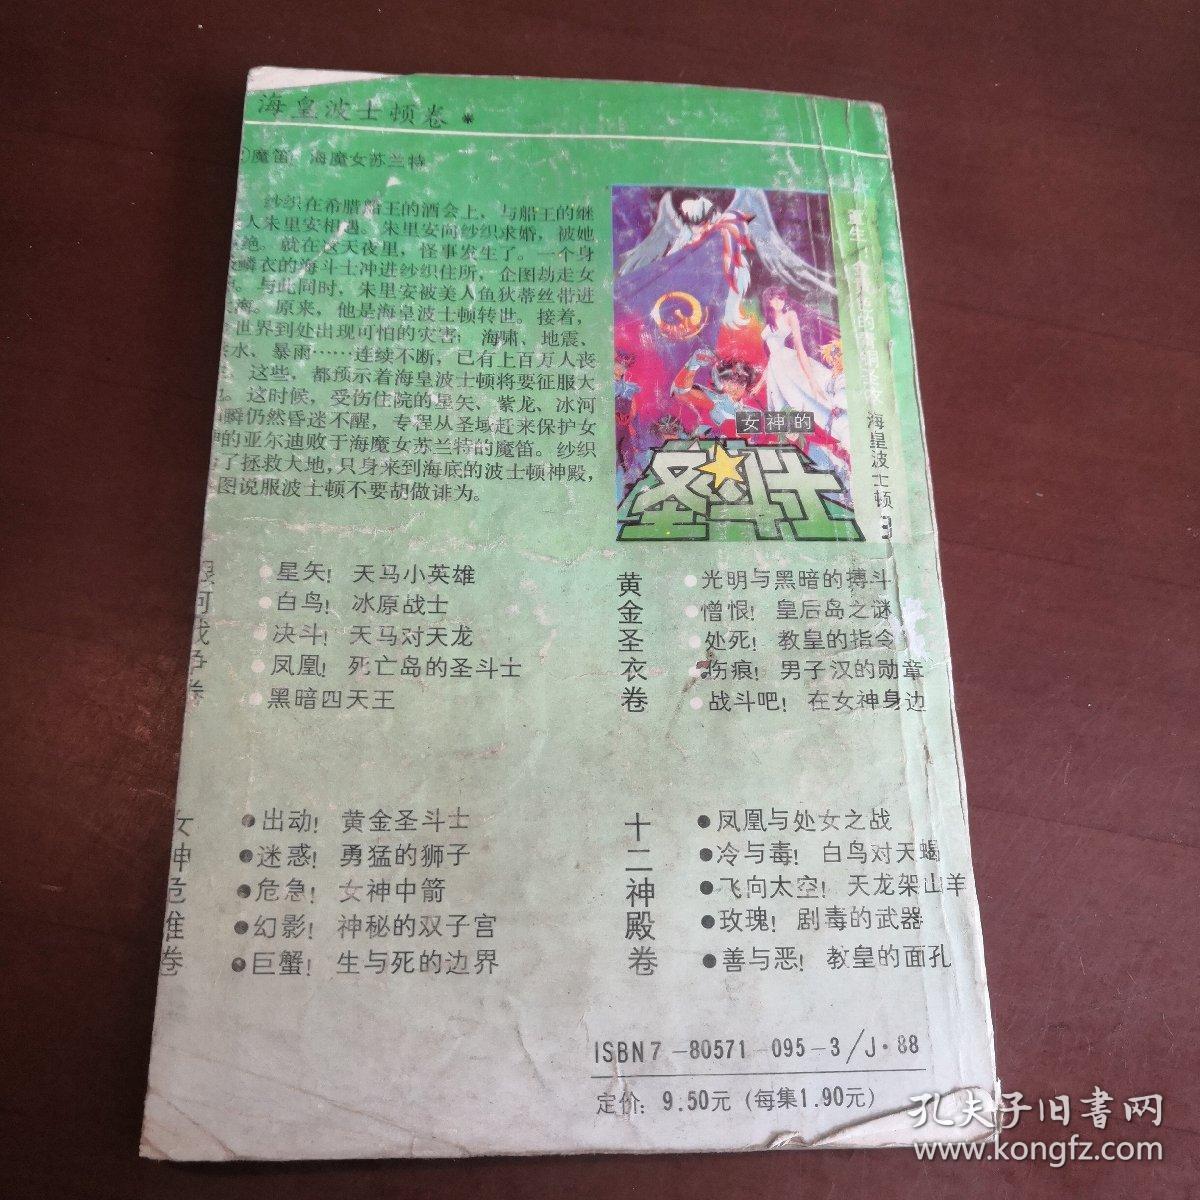 海皇波士顿卷
魔笛！海魔女苏兰特
纱织在希腊船王的酒会上，与船王的继
人朱里安相遇。朱里安向纱织求婚，被她
绝。就在这天夜里，怪事发生了。一个身
鳞衣的海斗士冲进纱织住所，企图劫走女
。与此同时，朱里安被美人鱼狄蒂丝带进
。原来，他是海皇波士顿转世。接着，
世界到处出现可怕的灾害：海啸、地震、
水、暴雨……连续不断，已有上百万人丧
这些，都预示着海皇波士顿将要征服大
。这时候，受伤住院的星矢、紫龙、冰河
瞬仍然昏迷不醒，专程从圣域赶来保护女
的亚尔迪败于海魔女苏兰特的魔笛。纱织
了拯救大地，只身来到海底的波士顿神殿，
图说服波士顿不要胡做诽为。
女神的
圣斗士
海皇波士顿
银河战争卷
●星矢！天马小英雄
●白鸟！冰原战士
●决斗！天马对天龙
●凤凰！死亡岛的圣斗士
●黑暗四天王
黄金圣衣卷
●光明与黑暗的搏斗
●憎恨！皇后岛之谜
●处死！教皇的指令
●伤痕！男子汉的勋章
●战斗吧！在女神身边
女神危难卷
●出动！黄金圣斗士
●迷惑！勇猛的狮子
●危急！女神中箭
●幻影！神秘的双子宫
●巨蟹！生与死的边界
十二神殿卷
●凤凰与处女之战
●冷与毒！白鸟对天蝎
●飞向太空！天龙架山羊
●玫瑰！剧毒的武器
●善与恶！教皇的面孔
ISBN7-80571-095-3/J·88
定价：9.50元（每集1.90元）
孔夫子旧书网
www.kongfz.com